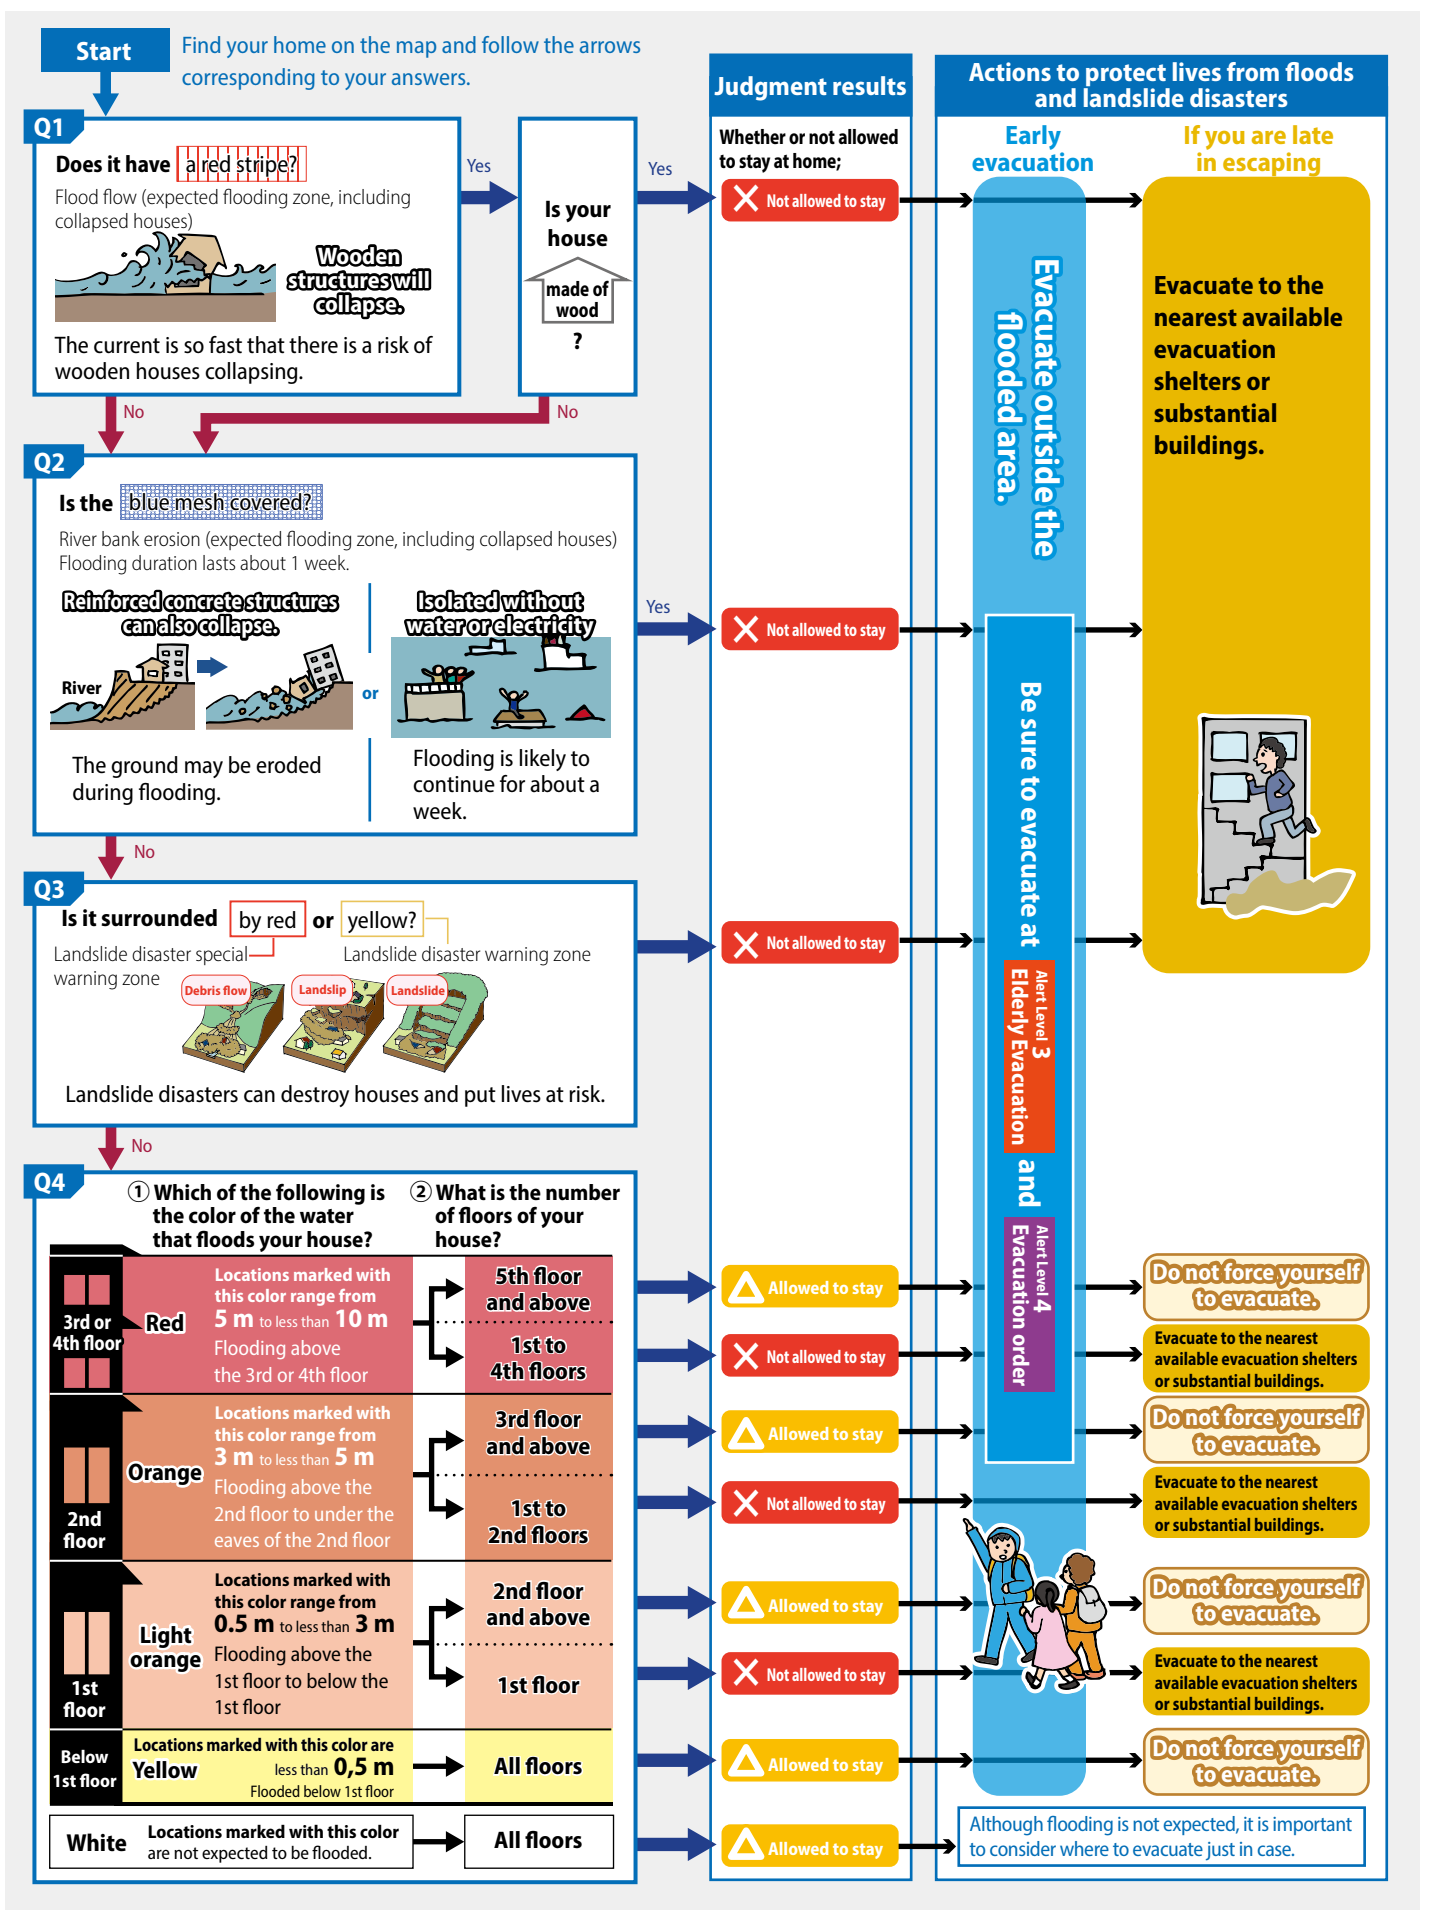 Start
Find your home on the map and follow the arrows
corresponding to your answers.
Q1
Does it have a red stripe?
Flood flow (expected flooding zone, including
collapsed houses)
Wooden
structures will
collapse.
The current is so fast that there is a risk of
wooden houses collapsing.
Yes
Is your
house
made of
wood
?
Yes
No
No
Q2
Is the blue mesh covered?
River bank erosion (expected flooding zone, including collapsed houses)
Flooding duration lasts about 1 week.
Reinforced concrete structures
can also collapse.
River
The ground may be eroded
during flooding.
or
Isolated without
water or electricity
Flooding is likely to
continue for about a
week.
Yes
No
Q3
Is it surrounded by red or yellow?
Landslide disaster special
warning zone
Landslide disaster warning zone
Debris flow
Landslip
Landslide
Landslide disasters can destroy houses and put lives at risk.
No
Q4
① Which of the following is
the color of the water
that floods your house?
② What is the number
of floors of your
house?
3rd or
4th floor
Red
Locations marked with
this color range from
5 m to less than 10 m
Flooding above
the 3rd or 4th floor
5th floor
and above
1st to
4th floors
2nd
floor
Orange
Locations marked with
this color range from
3 m to less than 5 m
Flooding above the
2nd floor to under the
eaves of the 2nd floor
3rd floor
and above
1st to
2nd floors
1st
floor
Light
orange
Locations marked with
this color range from
0.5 m to less than 3 m
Flooding above the
1st floor to below the
1st floor
2nd floor
and above
1st floor
Below
1st floor
Yellow
Locations marked with this color are
less than 0,5 m
Flooded below 1st floor
All floors
White
Locations marked with this color
are not expected to be flooded.
All floors
Judgment results
Whether or not allowed
to stay at home;
Not allowed to stay
Not allowed to stay
Not allowed to stay
Allowed to stay
Not allowed to stay
Allowed to stay
Not allowed to stay
Allowed to stay
Not allowed to stay
Allowed to stay
Allowed to stay
Actions to protect lives from floods
and landslide disasters
Early
evacuation
Evacuate outside the
flooded area.
Be sure to evacuate at
Alert Level 3
Elderly Evacuation
and
Alert Level 4
Evacuation order
If you are late
in escaping
Evacuate to the
nearest available
evacuation
shelters or
substantial
buildings.
Do not force yourself
to evacuate.
Evacuate to the nearest
available evacuation shelters
or substantial buildings.
Do not force yourself
to evacuate.
Evacuate to the nearest
available evacuation shelters
or substantial buildings.
Do not force yourself
to evacuate.
Evacuate to the nearest
available evacuation shelters
or substantial buildings.
Do not force yourself
to evacuate.
Although flooding is not expected, it is important
to consider where to evacuate just in case.